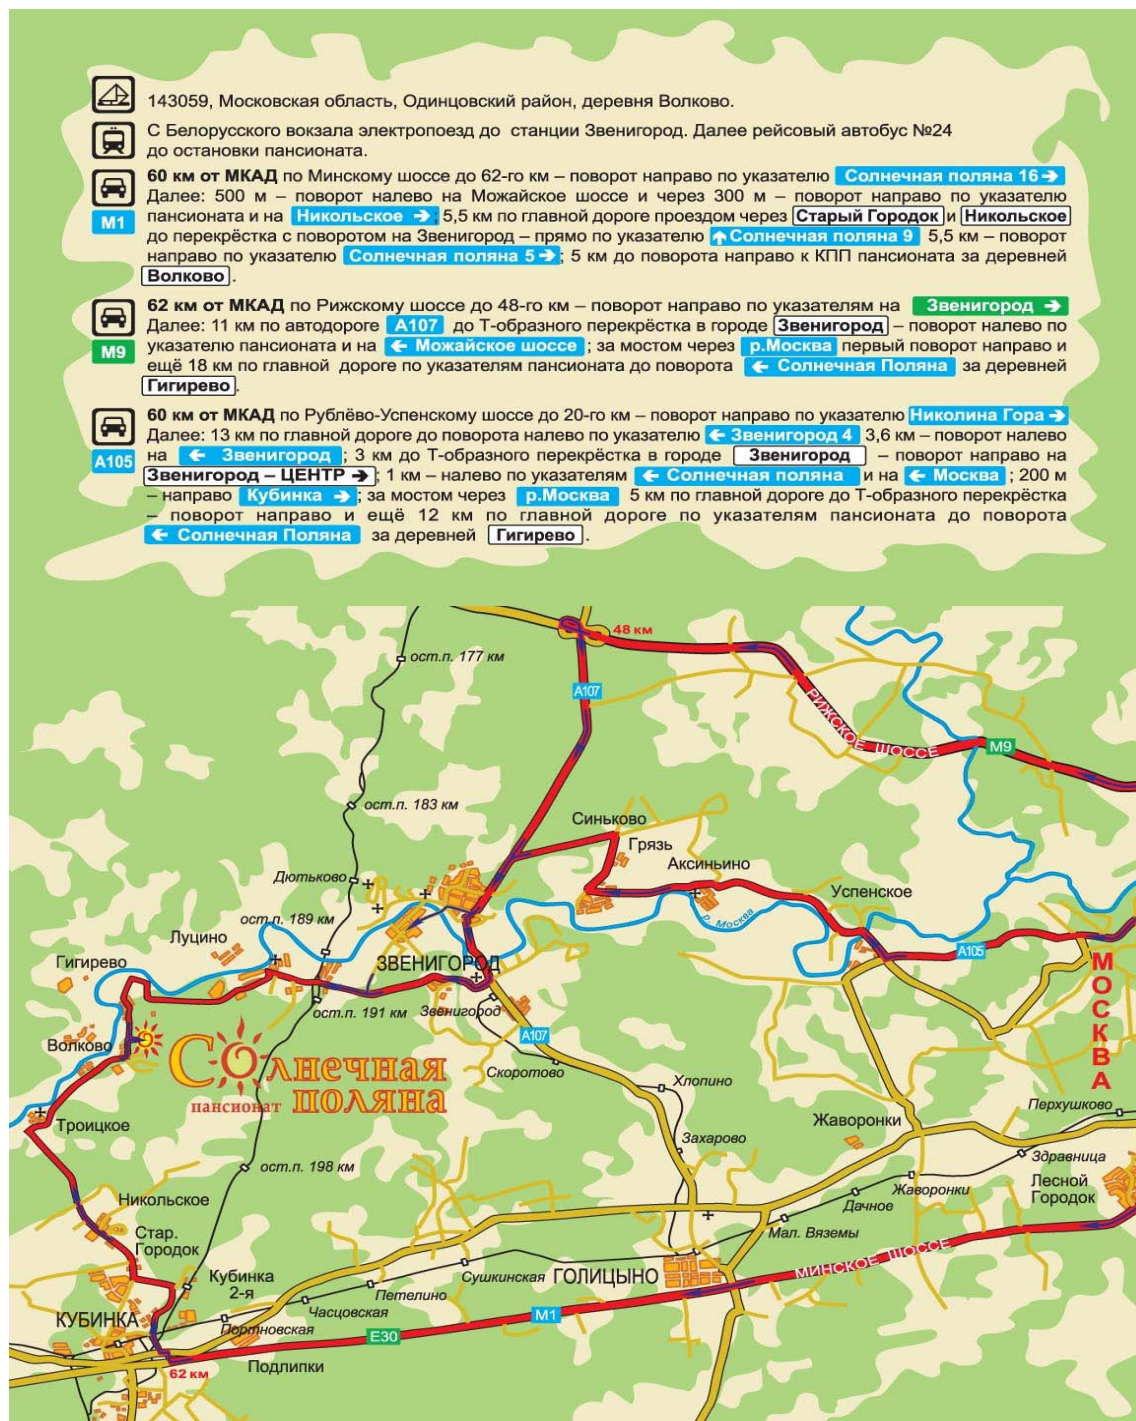 143059, Московская область, Одинцовский район, деревня Волково.
С Белорусского вокзала электропоезд до станции Звенигород. Далее рейсовый автобус №24
до остановки пансионата.
60 км от МКАД по Минскому шоссе до 62-го км – поворот направо по указателю Солнечная поляна 16 →
Далее: 500 м – поворот налево на Можайское шоссе и через 300 м – поворот направо по указателю
М1
пансионата и на Никольское → ; 5,5 км по главной дороге проездом через Старый Городок и Никольское
до перекрёстка с поворотом на Звенигород – прямо по указателю ↑ Солнечная поляна 9 5,5 км – поворот
направо по указателю Солнечная поляна 5 → ; 5 км до поворота направо к КПП пансионата за деревней
Волково .
62 км от МКАД по Рижскому шоссе до 48-го км – поворот направо по указателям на Звенигород →
Далее: 11 км по автодороге А107 до Т-образного перекрёстка в городе Звенигород – поворот налево по
М9
указателю пансионата и на ← Можайское шоссе ; за мостом через р.Москва первый поворот направо и
ещё 18 км по главной дороге по указателям пансионата до поворота ← Солнечная Поляна за деревней
Гигирево .
60 км от МКАД по Рублёво-Успенскому шоссе до 20-го км – поворот направо по указателю Николина Гора →
Далее: 13 км по главной дороге до поворота налево по указателю ← Звенигород 4 3,6 км – поворот налево
А105
на ← Звенигород ; 3 км до Т-образного перекрёстка в городе Звенигород – поворот направо на
Звенигород – ЦЕНТР → ; 1 км – налево по указателям ← Солнечная поляна и на ← Москва ; 200 м
– направо Кубинка → ; за мостом через р.Москва 5 км по главной дороге до Т-образного перекрёстка
– поворот направо и ещё 12 км по главной дороге по указателям пансионата до поворота
← Солнечная Поляна за деревней Гигирево .
48 км
ост.п. 177 км
А107
РИЖСКОЕ ШОССЕ
М9
ост.п. 183 км
Синьково
Грязь
Аксиньино
Дютьково
Успенское
ост.п. 189 км
р. Москва
Луцино
Гигирево
ЗВЕНИГОРОД
А105
МОСКВА
ост.п. 191 км
Звенигород
А107
Волково
Солнечная
поляна
пансионат
Скоротово
Хлопино
Перхушково
Троицкое
Жаворонки
Захарово
ост.п. 198 км
Здравница
Лесной
Городок
Жаворонки
Никольское
Дачное
Стар.
Городок
Мал. Вяземы
МИНСКОЕ ШОССЕ
Кубинка
2-я
Сушкинская
ГОЛИЦЫНО
Петелино
Часцовская
КУБИНКА
Портновская
М1
Е30
Подлипки
62 км